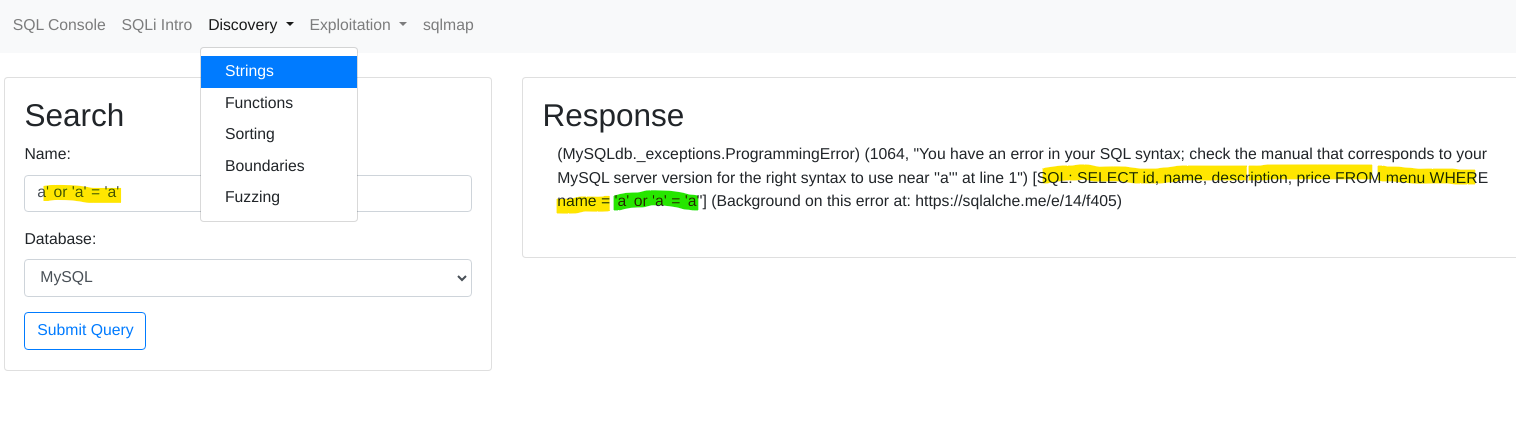 SQL Console SQLi Intro Discovery Exploitation sqlmap
Strings
Functions
Sorting
Boundaries
Fuzzing
Search
Name:
a' or 'a' = 'a'
Database:
MySQL
Submit Query
Response
(MySQLdb._exceptions.ProgrammingError) (1064, "You have an error in your SQL syntax; check the manual that corresponds to your
MySQL server version for the right syntax to use near ''a''' at line 1") [SQL: SELECT id, name, description, price FROM menu WHERE
name = 'a' or 'a' = 'a''] (Background on this error at: https://sqlalche.me/e/14/f405)